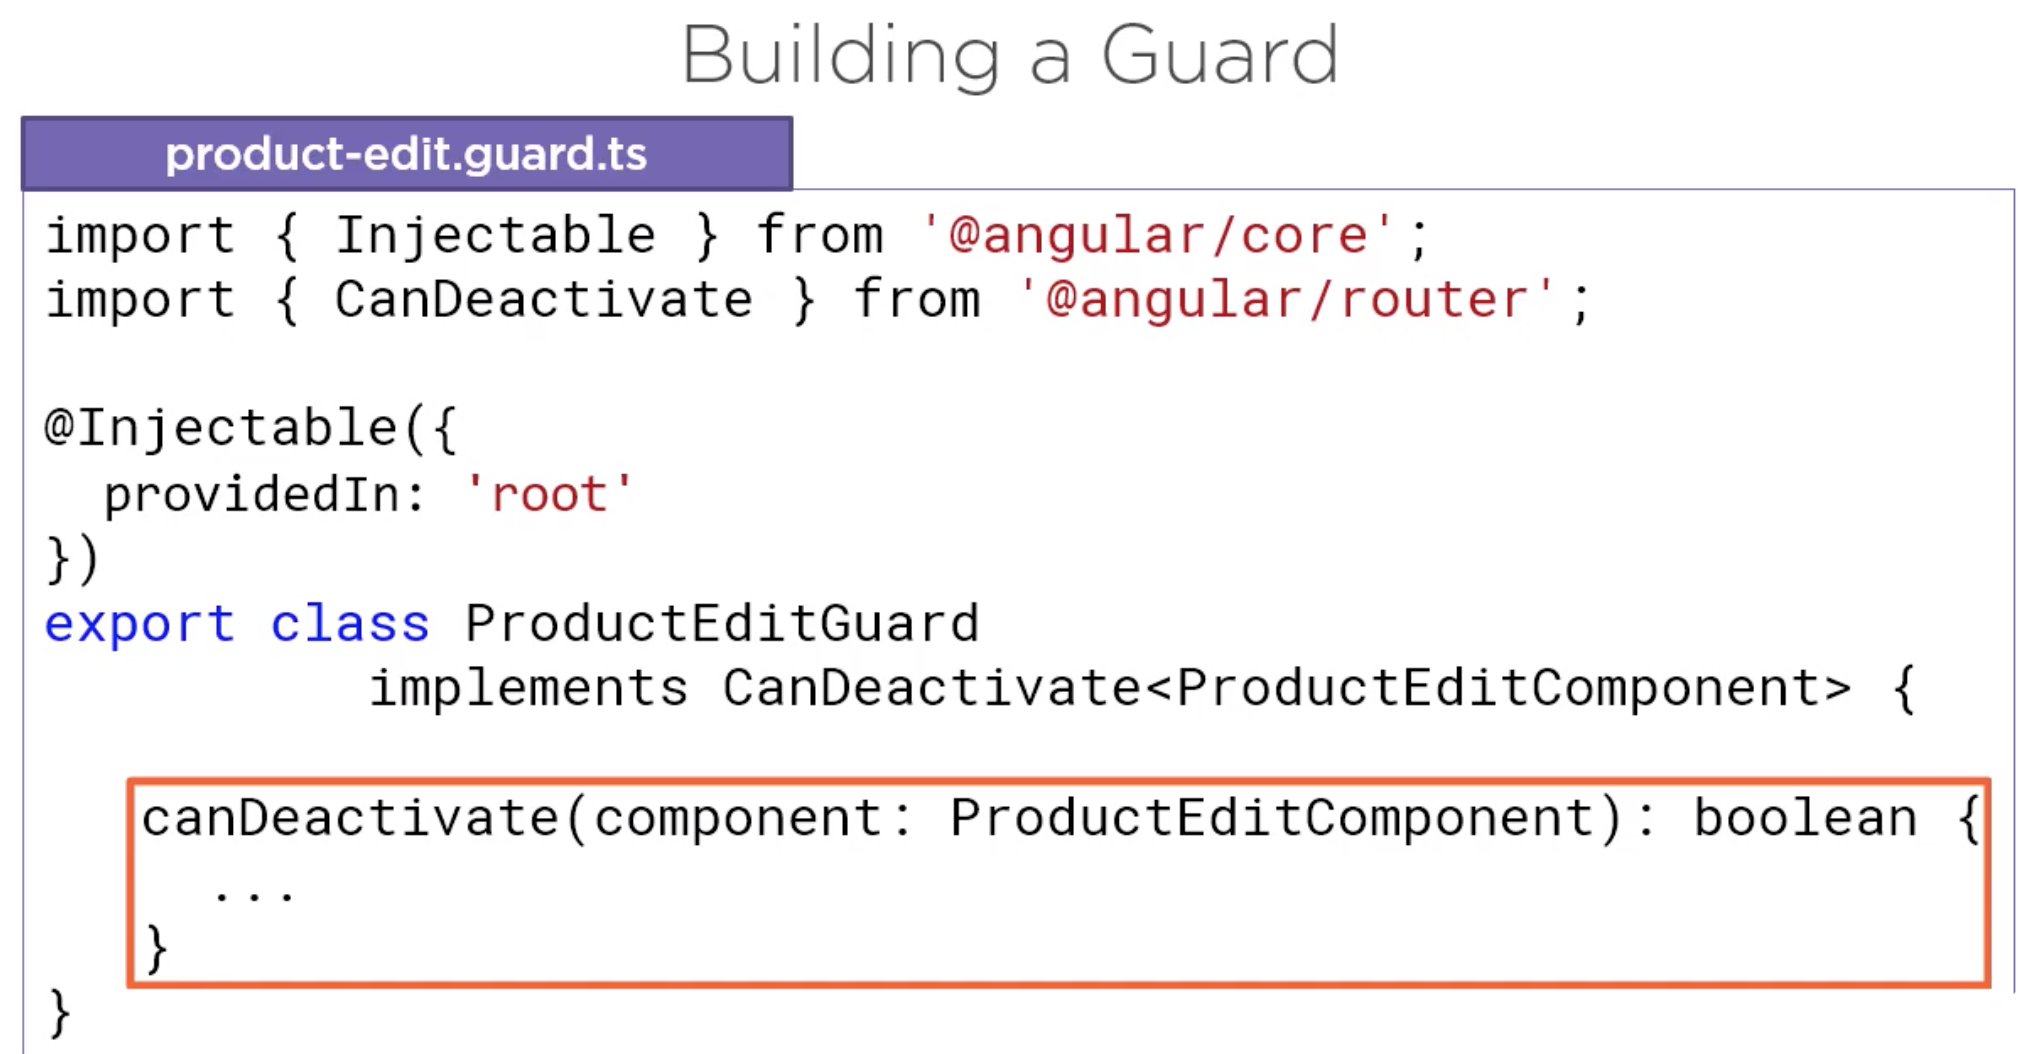 Building a Guard
product-edit.guard.ts
import { Injectable } from '@angular/core';
import { CanDeactivate } from '@angular/router';
@Injectable({
  providedIn: 'root'
})
export class ProductEditGuard
          implements CanDeactivate<ProductEditComponent> {
   canDeactivate(component: ProductEditComponent): boolean {
     ...
   }
}